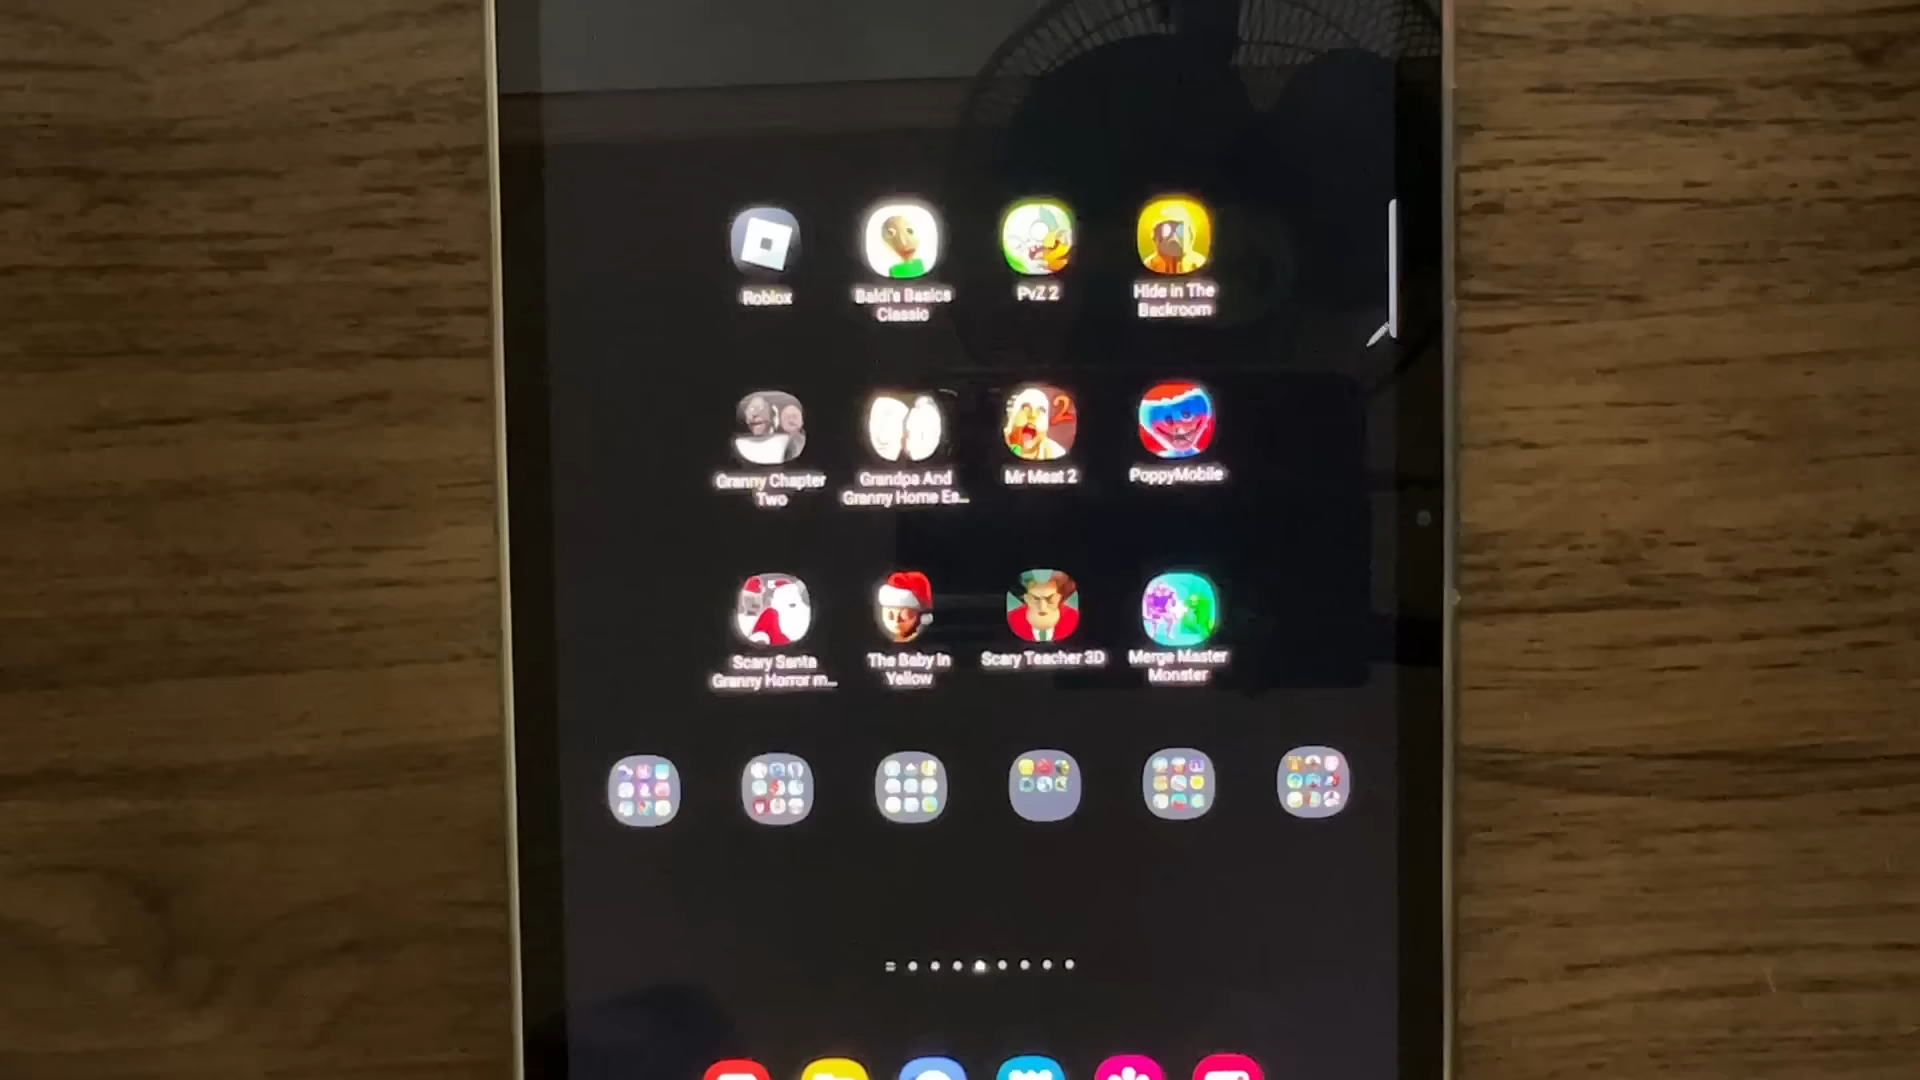 Roblox
Baldi's Basics
Classic
PvZ 2
Hide in The
Backroom
Granny Chapter
Two
Grandpa And
Granny Home Es...
Mr Meat 2
2
PoppyMobile
Scary Santa
Granny Horror m...
The Baby In
Yellow
Scary Teacher 3D
Merge Master
Monster